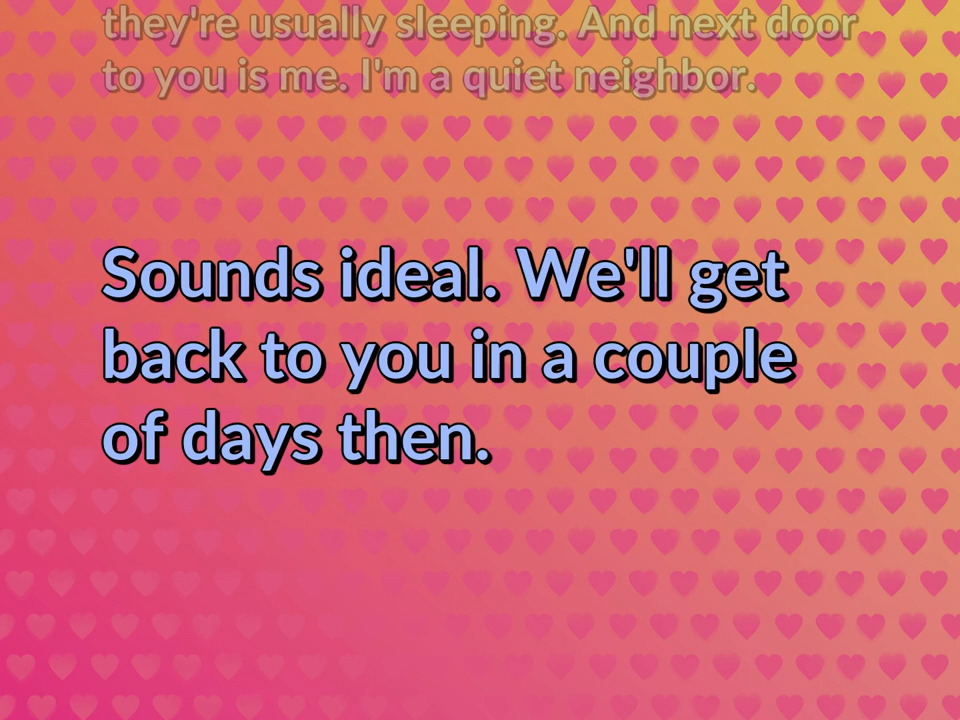 they're usually sleeping. And next door
to you is me. I'm a quiet neighbor.
Sounds ideal. We'll get
back to you in a couple
of days then.